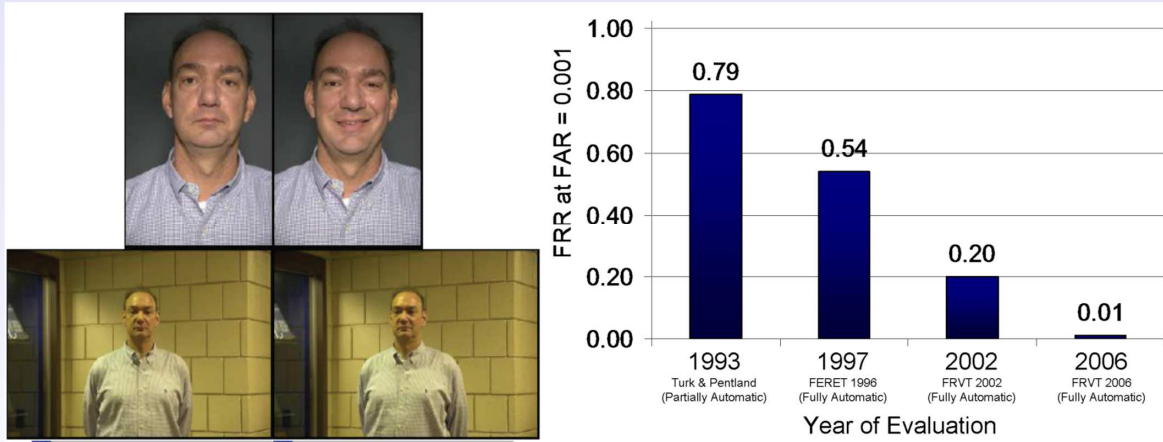 FRR at FAR = 0.001
1.00
0.80
0.60
0.40
0.20
0.00
0.79
0.54
0.20
0.01
1993
Turk & Pentland
(Partially Automatic)
1997
FERET 1996
(Fully Automatic)
2002
FRVT 2002
(Fully Automatic)
2006
FRVT 2006
(Fully Automatic)
Year of Evaluation